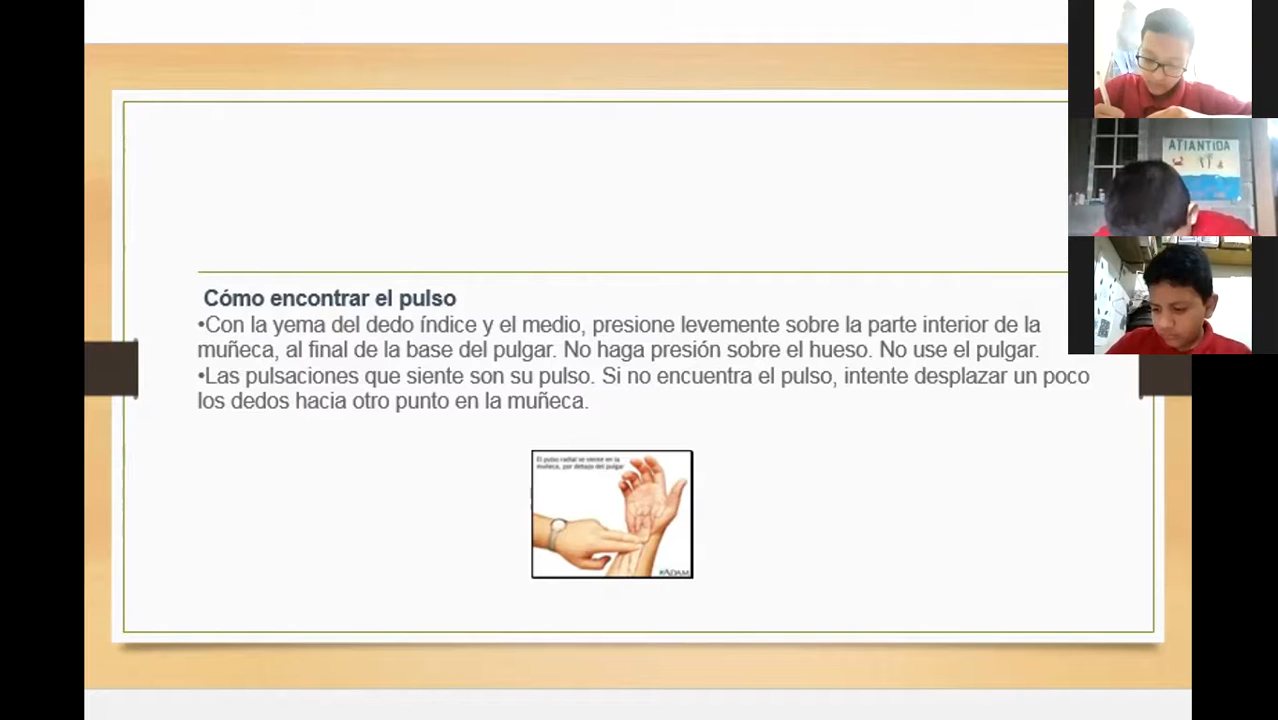 Cómo encontrar el pulso
•Con la yema del dedo índice y el medio, presione levemente sobre la parte interior de la
muñeca, al final de la base del pulgar. No haga presión sobre el hueso. No use el pulgar.
•Las pulsaciones que siente son su pulso. Si no encuentra el pulso, intente desplazar un poco
los dedos hacia otro punto en la muñeca.
El pulso radial se siente en la
muñeca, por debajo del pulgar
ADAM
ATLANTIDA